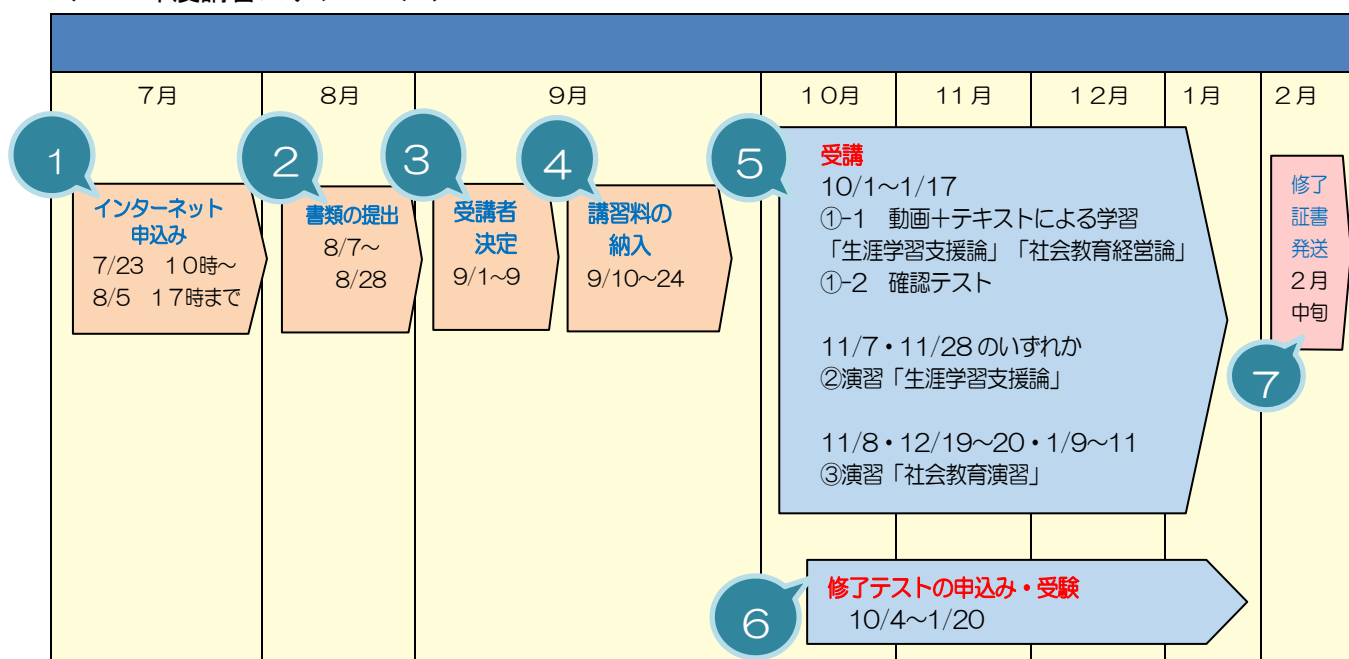 7月
8月
9月
10月
11月
12月
1月
2月
1
インターネット
申込み
7/23 10時~
8/5 17時まで
2
書類の提出
8/7~
8/28
3
受講者
決定
9/1~9
4
講習料の
納入
9/10~24
5
受講
10/1~1/17
①-1 動画+テキストによる学習
「生涯学習支援論」「社会教育経営論」
①-2 確認テスト
11/7・11/28のいずれか
②演習「生涯学習支援論」
11/8・12/19~20・1/9~11
③演習「社会教育演習」
6
修了テストの申込み・受験
10/4~1/20
7
修了
証書
発送
2月
中旬